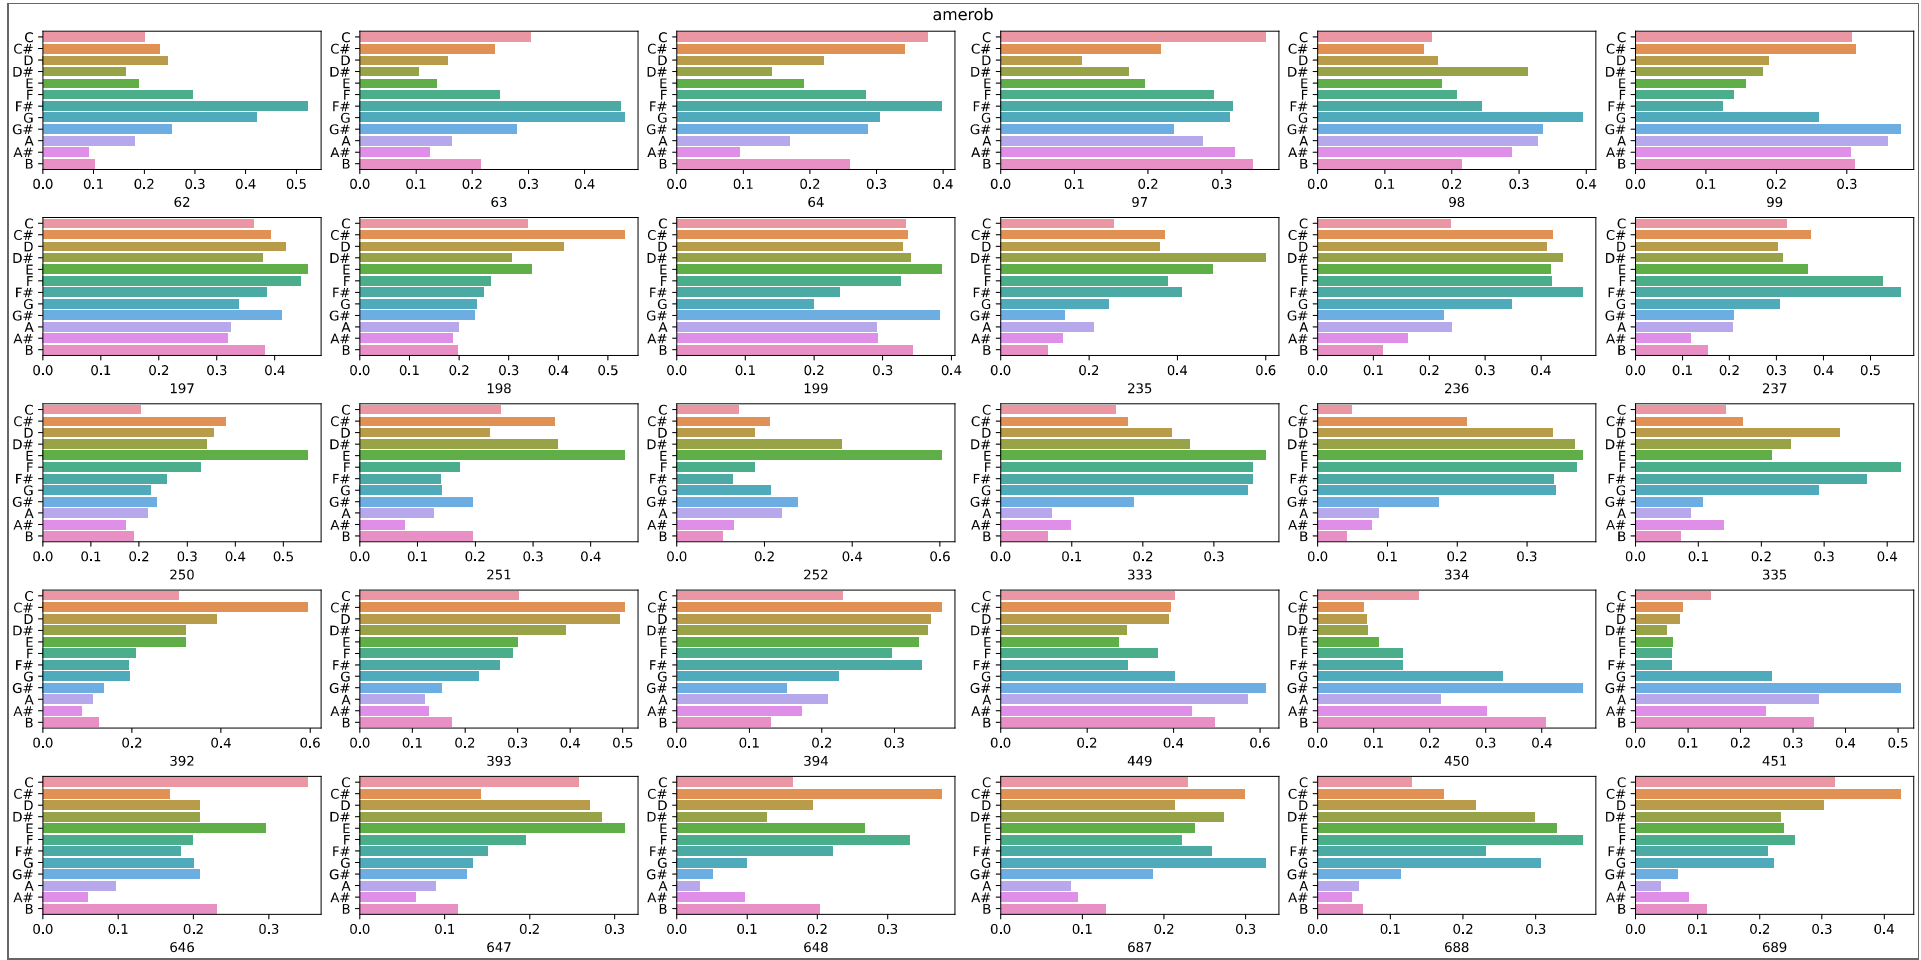 amerob
C C C C C C
C# C# C# C# C# C#
D D D D D D
D# D# D# D# D# D#
E E E E E E
F F F F F F
F# F# F# F# F# F#
G G G G G G
G# G# G# G# G# G#
A A A A A A
A# A# A# A# A# A#
B B B B B B
0.0 0.1 0.2 0.3 0.4 0.5 0.0 0.1 0.2 0.3 0.4 0.0 0.1 0.2 0.3 0.4 0.0 0.1 0.2 0.3 0.0 0.1 0.2 0.3 0.4 0.0 0.1 0.2 0.3
62 63 64 97 98 99
C C C C C C
C# C# C# C# C# C#
D D D D D D
D# D# D# D# D# D#
E E E E E E
F F F F F F
F# F# F# F# F# F#
G G G G G G
G# G# G# G# G# G#
A A A A A A
A# A# A# A# A# A#
B B B B B B
0.0 0.1 0.2 0.3 0.4 0.0 0.1 0.2 0.3 0.4 0.5 0.0 0.1 0.2 0.3 0.4 0.0 0.2 0.4 0.6 0.0 0.1 0.2 0.3 0.4 0.0 0.1 0.2 0.3 0.4 0.5
197 198 199 235 236 237
C C C C C C
C# C# C# C# C# C#
D D D D D D
D# D# D# D# D# D#
E E E E E E
F F F F F F
F# F# F# F# F# F#
G G G G G G
G# G# G# G# G# G#
A A A A A A
A# A# A# A# A# A#
B B B B B B
0.0 0.1 0.2 0.3 0.4 0.5 0.0 0.1 0.2 0.3 0.4 0.0 0.2 0.4 0.6 0.0 0.1 0.2 0.3 0.0 0.1 0.2 0.3 0.0 0.1 0.2 0.3 0.4
250 251 252 333 334 335
C C C C C C
C# C# C# C# C# C#
D D D D D D
D# D# D# D# D# D#
E E E E E E
F F F F F F
F# F# F# F# F# F#
G G G G G G
G# G# G# G# G# G#
A A A A A A
A# A# A# A# A# A#
B B B B B B
0.0 0.2 0.4 0.6 0.0 0.1 0.2 0.3 0.4 0.5 0.0 0.1 0.2 0.3 0.0 0.1 0.2 0.3 0.4 0.5 0.6 0.0 0.1 0.2 0.3 0.4 0.0 0.1 0.2 0.3 0.4 0.5
392 393 394 449 450 451
C C C C C C
C# C# C# C# C# C#
D D D D D D
D# D# D# D# D# D#
E E E E E E
F F F F F F
F# F# F# F# F# F#
G G G G G G
G# G# G# G# G# G#
A A A A A A
A# A# A# A# A# A#
B B B B B B
0.0 0.1 0.2 0.3 0.0 0.1 0.2 0.3 0.0 0.1 0.2 0.3 0.0 0.1 0.2 0.3 0.0 0.1 0.2 0.3 0.0 0.1 0.2 0.3 0.4
646 647 648 687 688 689